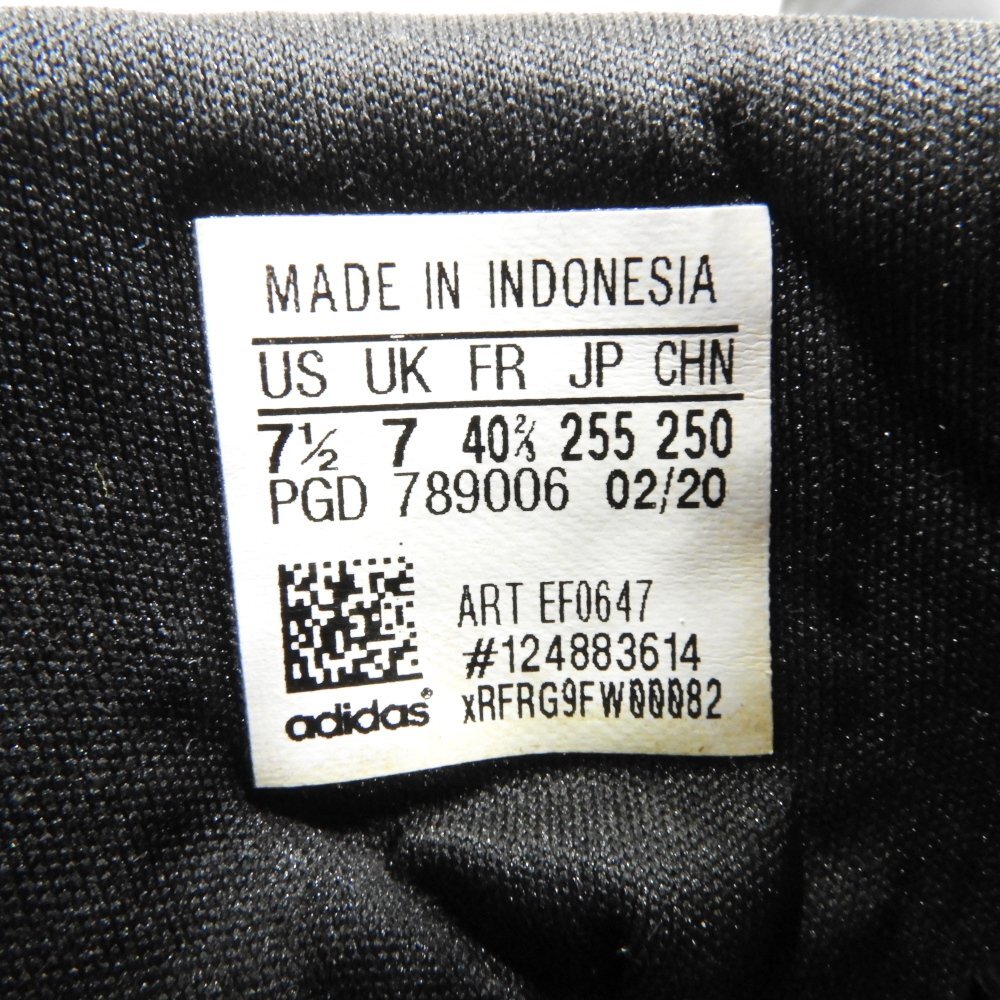 MADE IN INDONESIA
US UK FR JP CHN
7½ 7 40⅔ 255 250
PGD 789006 02/20
ART EF0647
#124883614
xRFRG9FW00082
adidas®